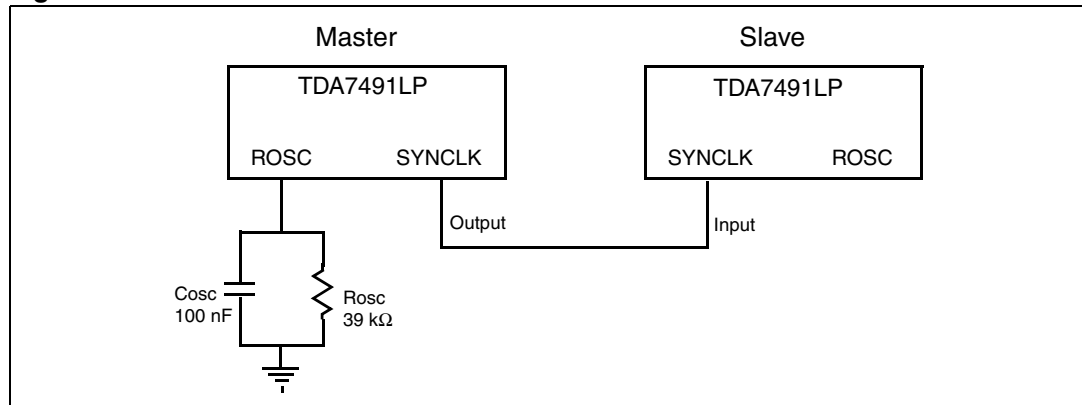 Master
Slave
TDA7491LP
TDA7491LP
ROSC
SYNCLK
SYNCLK
ROSC
Output
Input
Cosc
100 nF
Rosc
39 kΩ